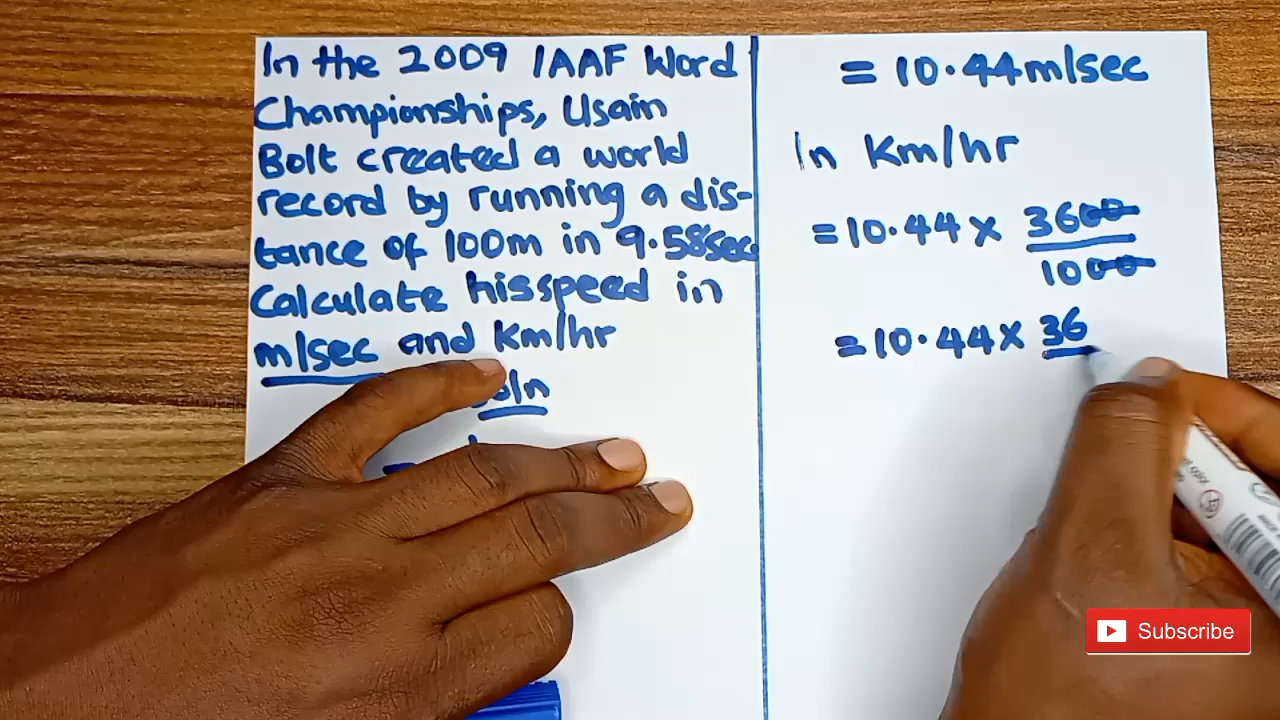 In the 2009 IAAF Word
Championships, Usain
Bolt created a world
record by running a dis-
tance of 100m in 9.58sec
Calculate hisspeed in
m/sec and Km/hr
Soln
= 10.44m/sec
In Km/hr
= 10.44 x 3600
1000
= 10.44 x 36
Subscribe